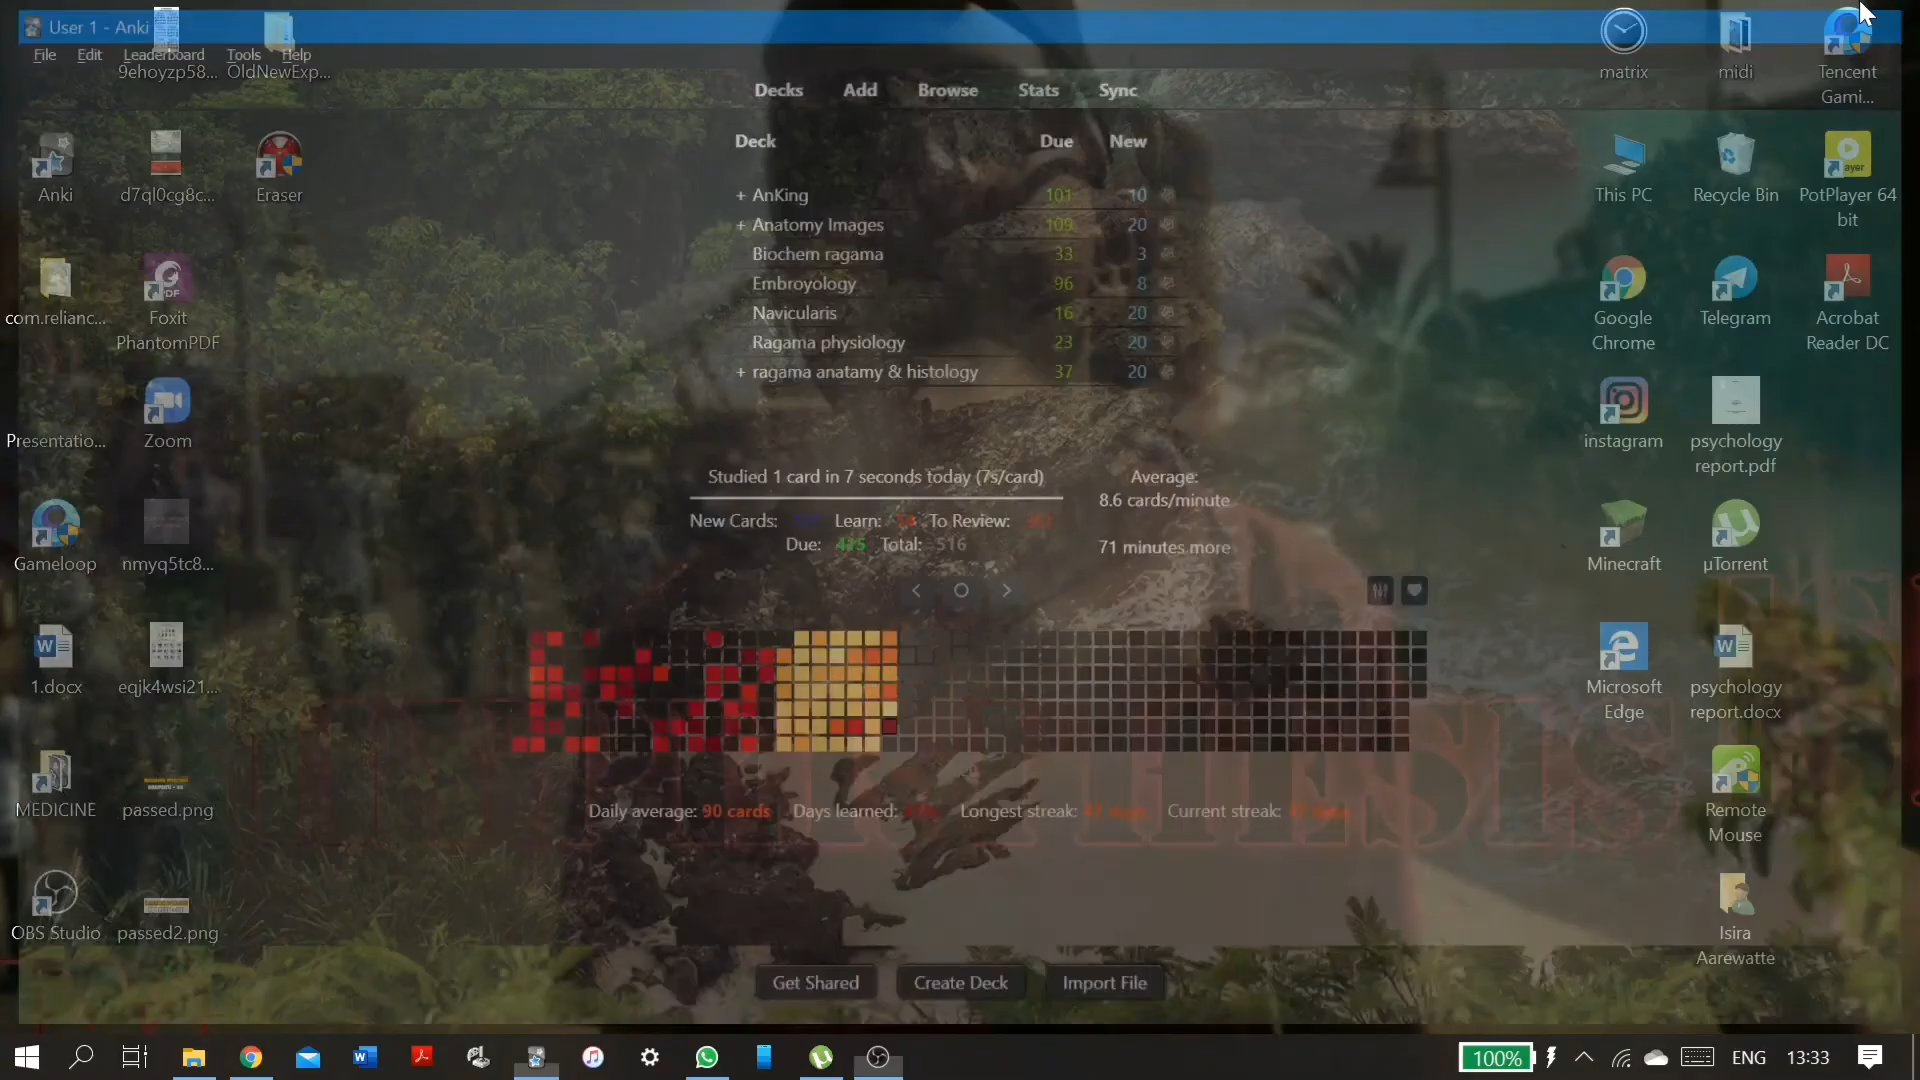 User 1 - Anki
File Edit Leaderboard Tools Help
9ehoyzp58... OldNewExp...
matrix midi Tencent
Gami...
Decks Add Browse Stats Sync
Deck Due New
+ AnKing 101 10
+ Anatomy Images 109 20
Biochem ragama 33 3
Embroyology 96 8
Navicularis 16 20
Ragama physiology 23 20
+ ragama anatamy & histology 37 20
Anki d7ql0cg8c... Eraser
This PC Recycle Bin PotPlayer 64
bit
com.relianc... Foxit
PhantomPDF
Google
Chrome
Telegram
Acrobat
Reader DC
Presentatio... Zoom
instagram psychology
report.pdf
Studied 1 card in 7 seconds today (7s/card)
Average:
8.6 cards/minute
New Cards: Learn: To Review:
Due: 475 Total: 516
71 minutes more
Gameloop nmyq5tc8...
Minecraft µTorrent
1.docx eqjk4wsi21...
Microsoft
Edge
psychology
report.docx
MEDICINE passed.png
Daily average: 90 cards Days learned: Longest streak: Current streak:
Remote
Mouse
OBS Studio passed2.png
Isira
Aarewatte
Get Shared Create Deck Import File
100% ENG 13:33